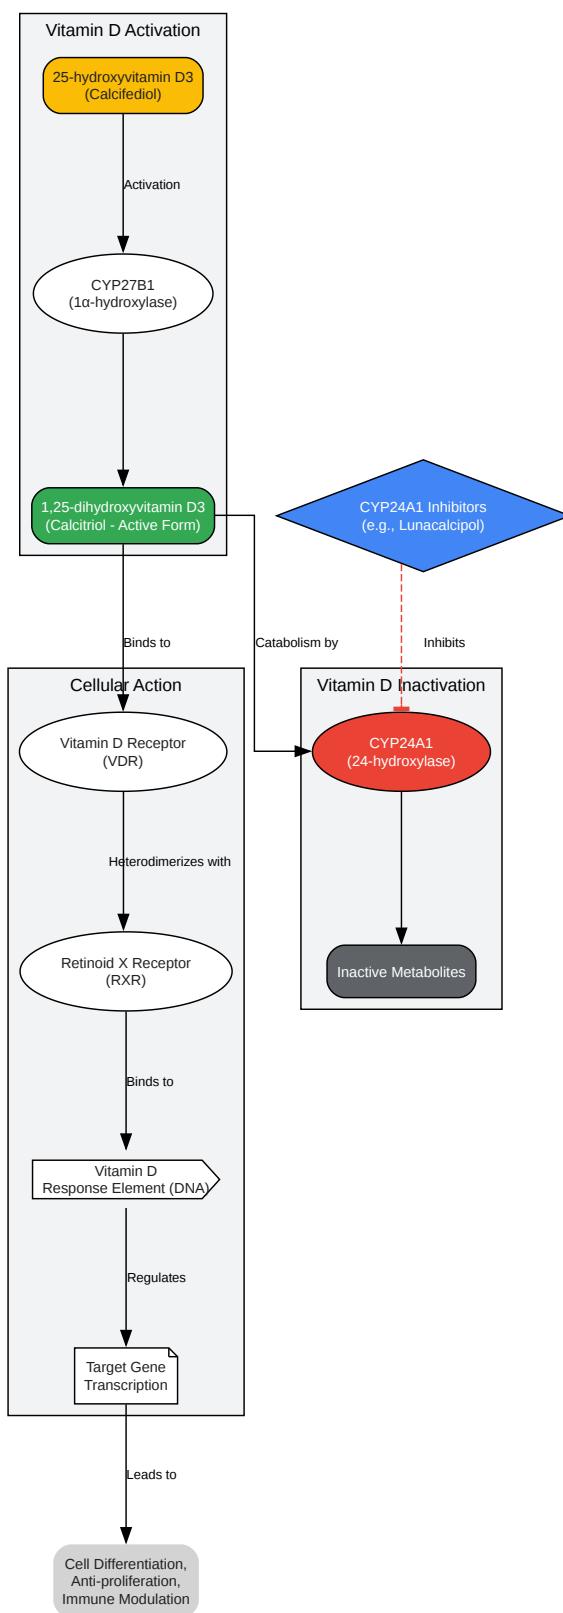 Vitamin D Activation
25-hydroxyvitamin D3
(Calcifediol)
Activation
CYP27B1
(1α-hydroxylase)
1,25-dihydroxyvitamin D3
(Calcitriol - Active Form)
CYP24A1 Inhibitors
(e.g., Lunacalcipol)
Binds to
Catabolism by
Inhibits
Cellular Action
Vitamin D Inactivation
Vitamin D Receptor
(VDR)
CYP24A1
(24-hydroxylase)
Heterodimerizes with
Retinoid X Receptor
(RXR)
Inactive Metabolites
Binds to
Vitamin D
Response Element (DNA)
Regulates
Target Gene
Transcription
Leads to
Cell Differentiation,
Anti-proliferation,
Immune Modulation